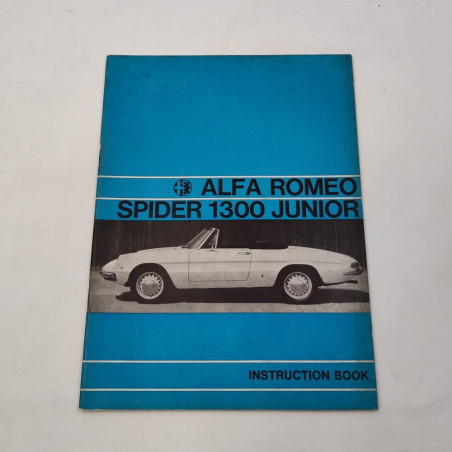 ALFA ROMEO
SPIDER 1300 JUNIOR
INSTRUCTION BOOK